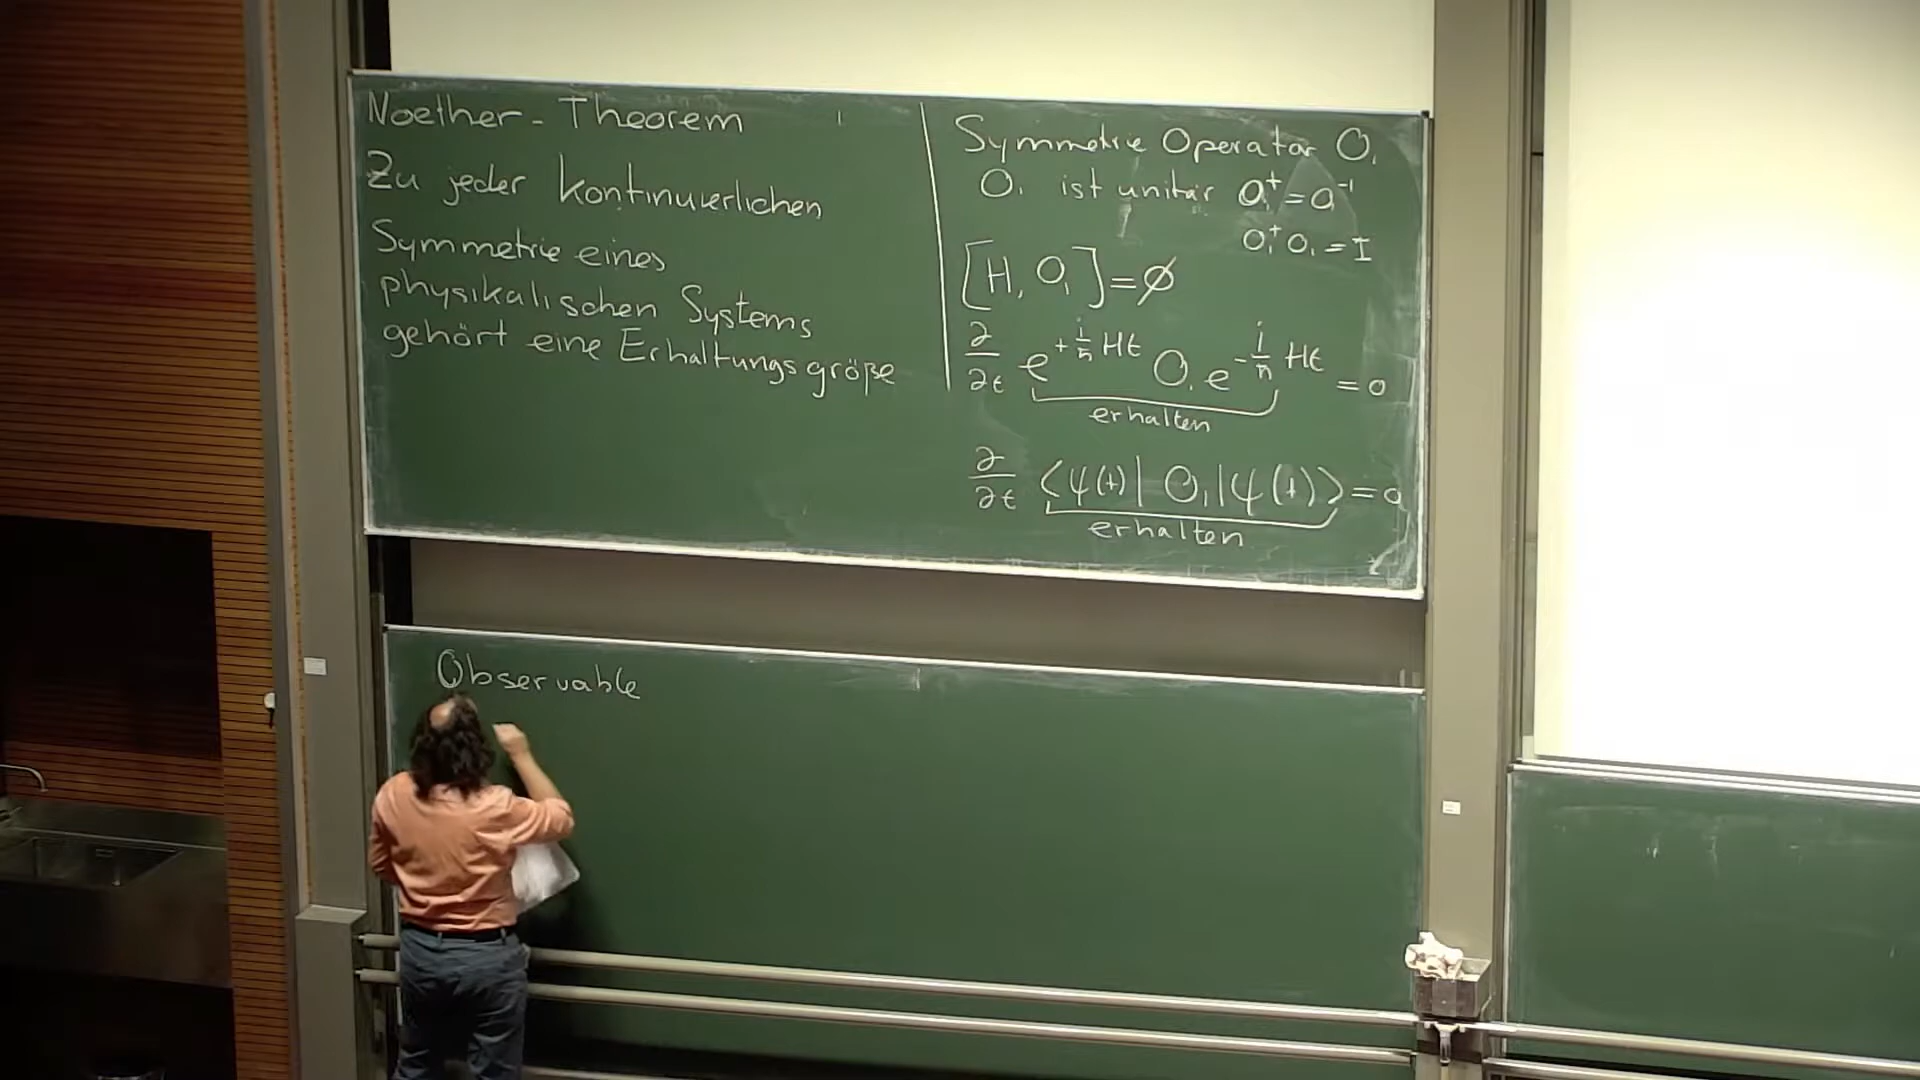 Noether-Theorem
Zu jeder kontinuierlichen
Symmetrie eines
physikalischen Systems
gehört eine Erhaltungsgröße
Symmetrie Operator O₁
O₁ ist unitär O₁⁺=O₁⁻¹
O₁⁺O₁=I
[H, O₁]=∅
∂/∂t e^{+i/ħ Ht} O₁ e^{-i/ħ Ht} = 0
erhalten
∂/∂t ⟨ψ(t)| O₁ |ψ(t)⟩ = 0
erhalten
Observable